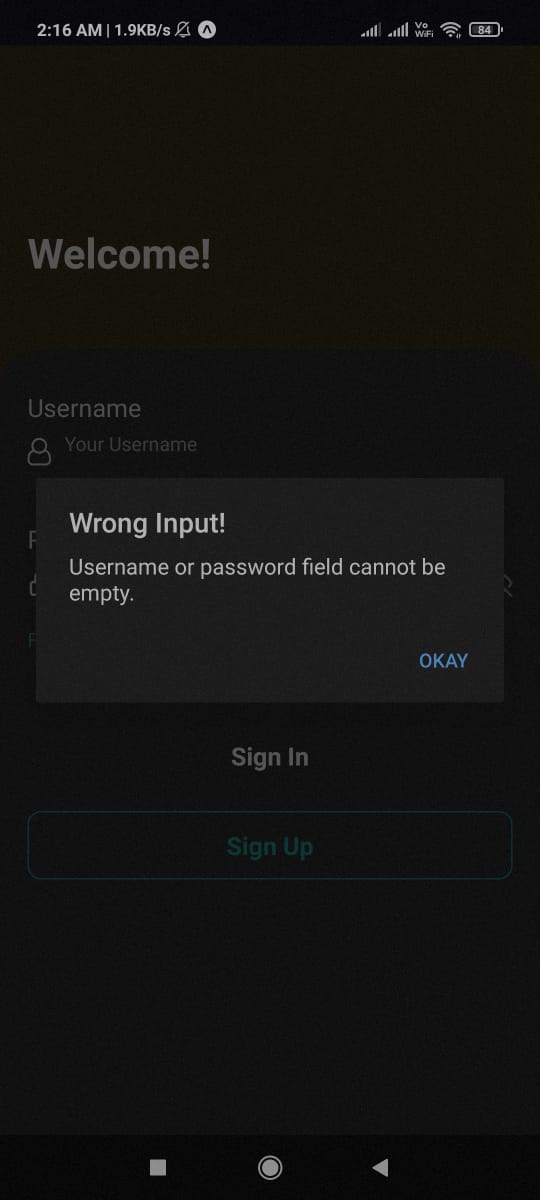 2:16 AM | 1.9KB/s
Vo
WiFi
84
Welcome!
Username
Your Username
Wrong Input!
Username or password field cannot be
empty.
OKAY
Sign In
Sign Up